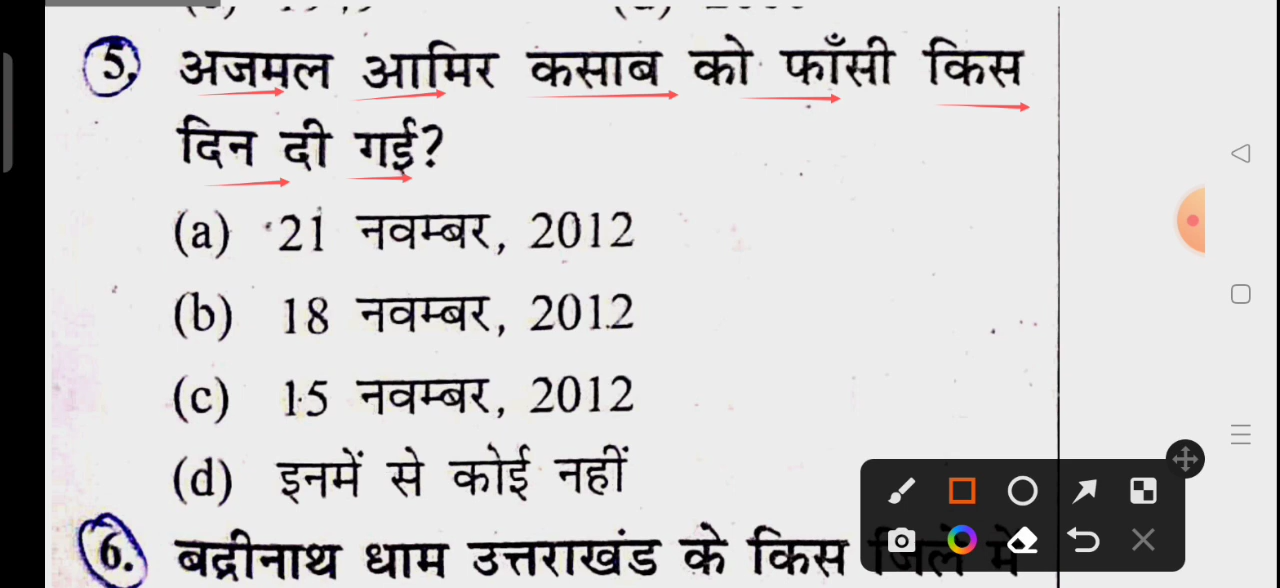 5. अजमल आमिर कसाब को फाँसी किस
दिन दी गई?
(a) 21 नवम्बर, 2012
(b) 18 नवम्बर, 2012
(c) 15 नवम्बर, 2012
(d) इनमें से कोई नहीं
6. बद्रीनाथ धाम उत्तराखंड के किस जिले में